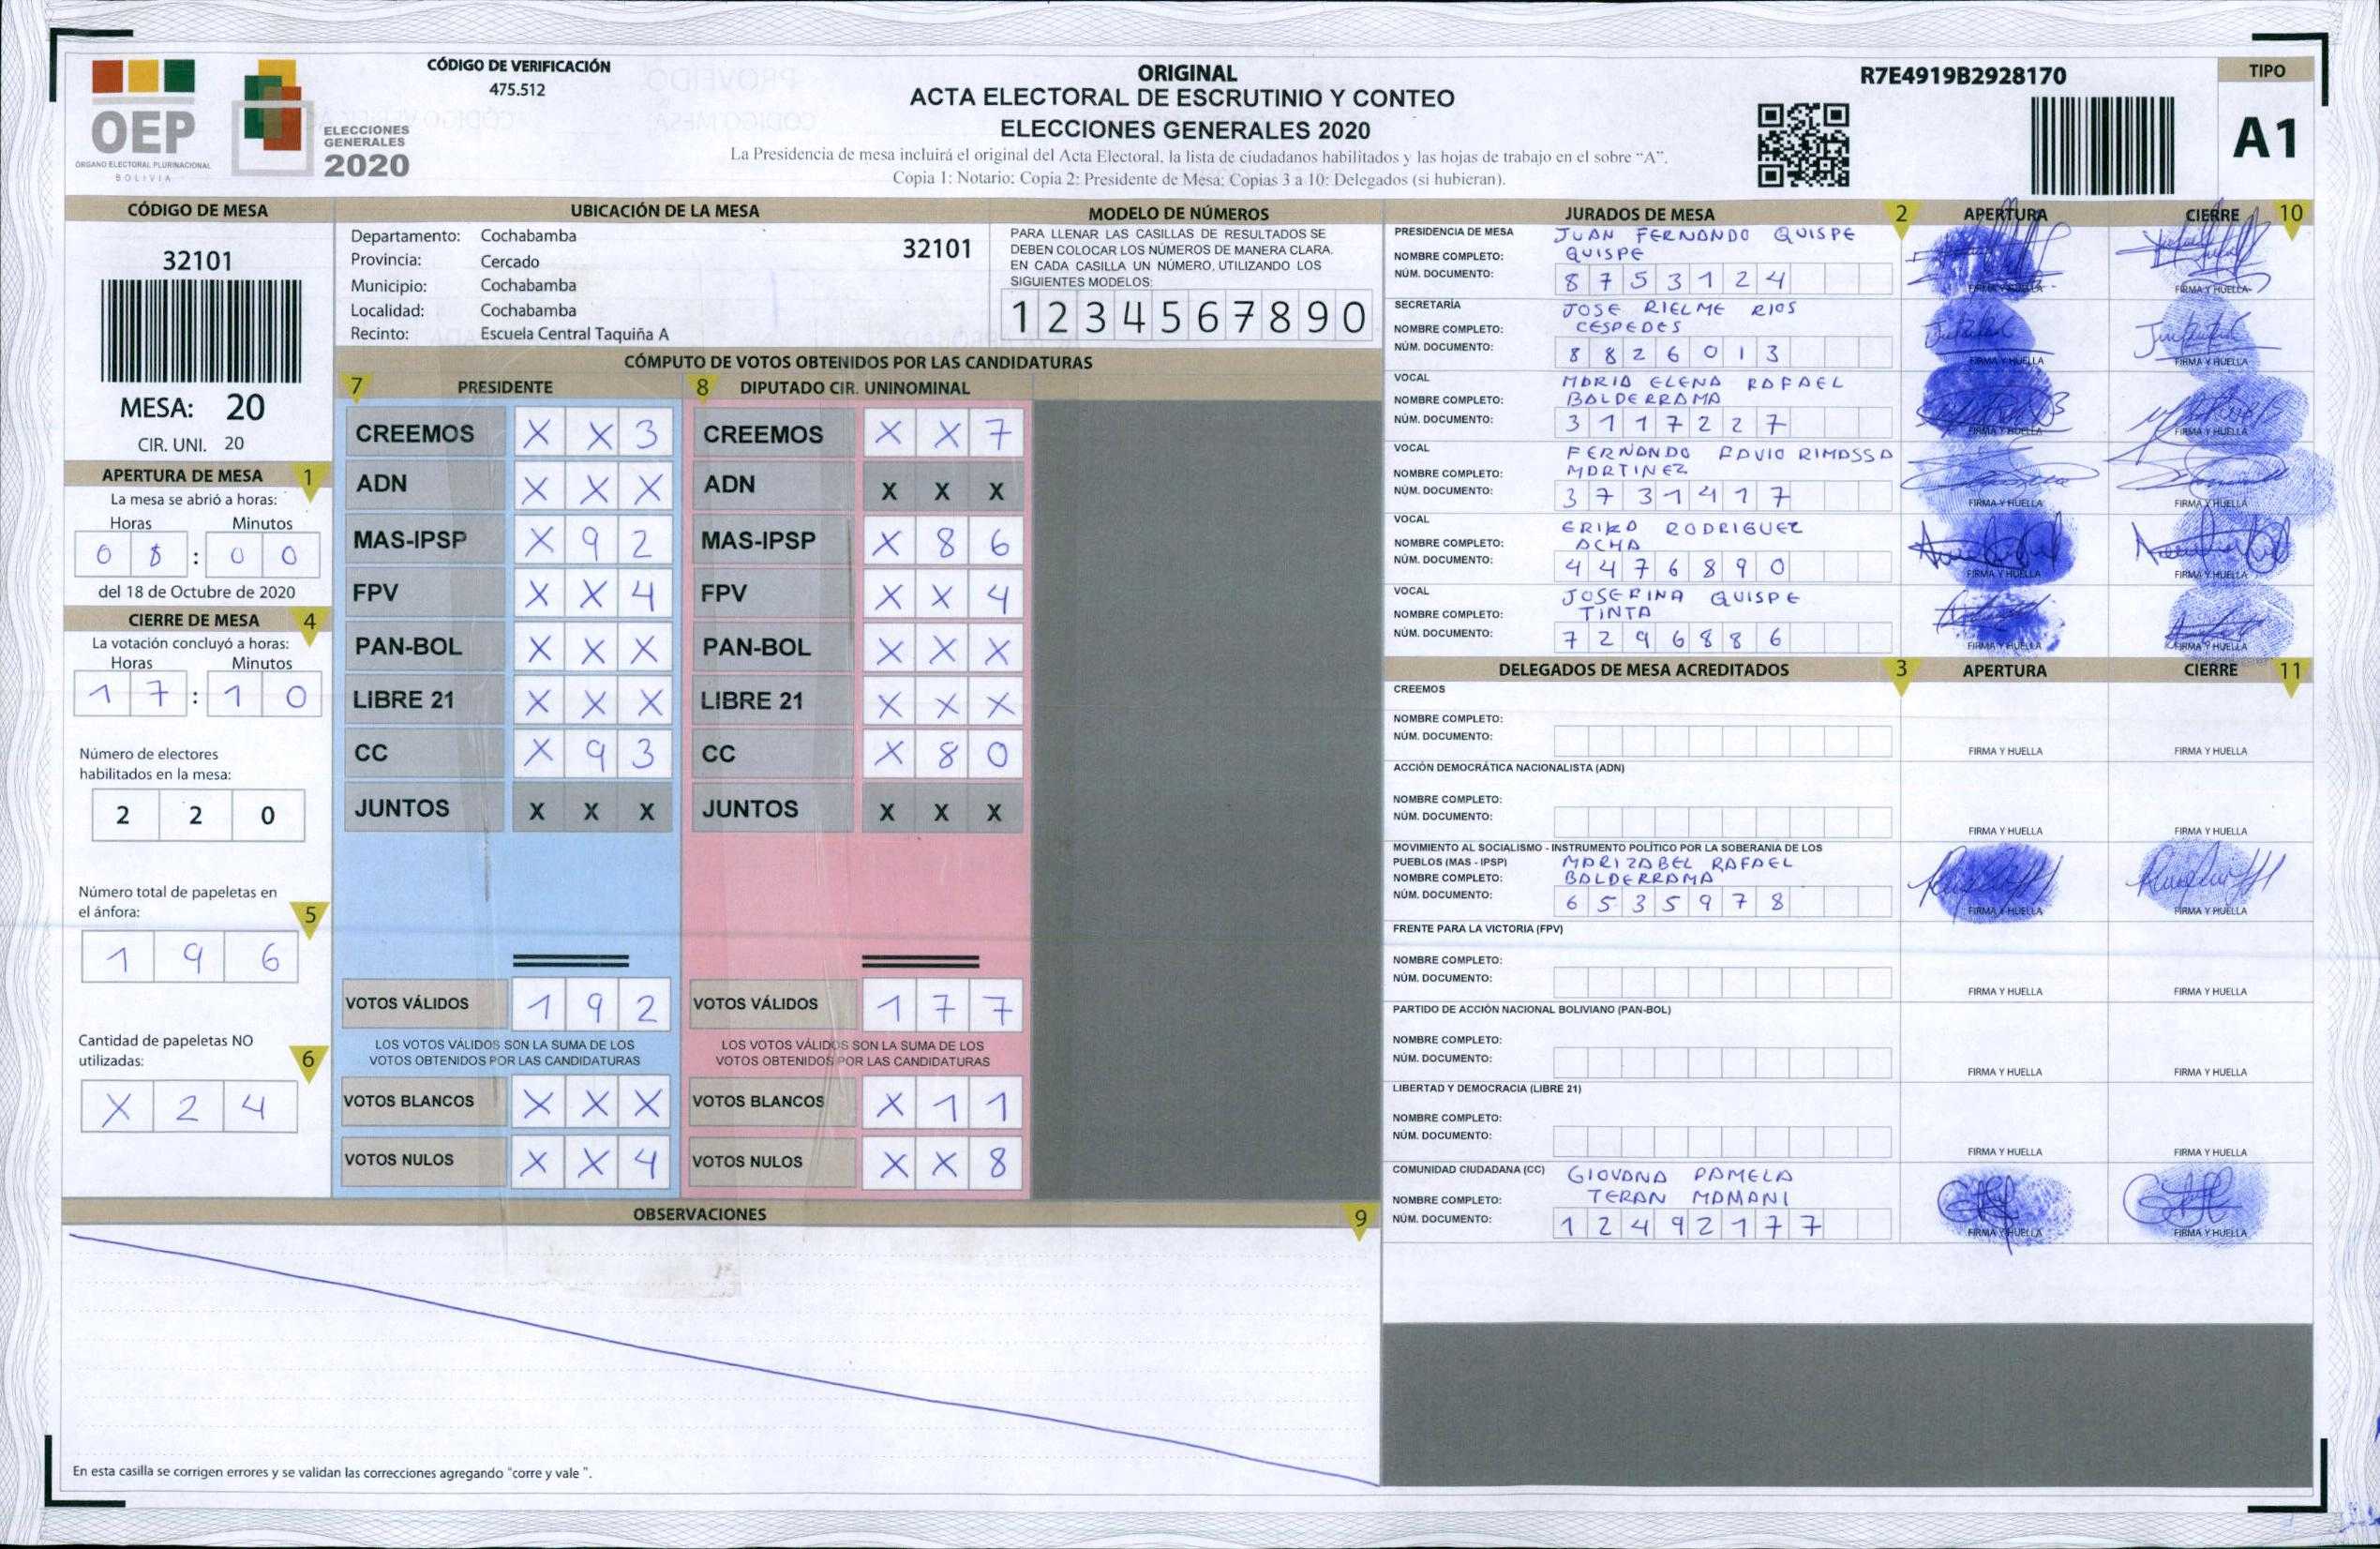 OEP
ÓRGANO ELECTORAL PLURINACIONAL
BOLIVIA
ELECCIONES
GENERALES
2020
CÓDIGO DE VERIFICACIÓN
475.512
ORIGINAL
ACTA ELECTORAL DE ESCRUTINIO Y CONTEO
ELECCIONES GENERALES 2020
La Presidencia de mesa incluirá el original del Acta Electoral, la lista de ciudadanos habilitados y las hojas de trabajo en el sobre “A”.
Copia 1: Notario; Copia 2: Presidente de Mesa; Copias 3 a 10: Delegados (si hubieran).
R7E4919B2928170
TIPO
A1
CÓDIGO DE MESA
32101
MESA: 20
CIR. UNI. 20
APERTURA DE MESA 1
La mesa se abrió a horas:
Horas Minutos
0 8 : 0 0
del 18 de Octubre de 2020
CIERRE DE MESA 4
La votación concluyó a horas:
Horas Minutos
1 7 : 1 0
Número de electores
habilitados en la mesa:
2 2 0
Número total de papeletas en
el ánfora: 5
1 9 6
Cantidad de papeletas NO
utilizadas: 6
X 2 4
UBICACIÓN DE LA MESA
Departamento: Cochabamba
Provincia: Cercado
Municipio: Cochabamba
Localidad: Cochabamba
Recinto: Escuela Central Taquiña A
32101
MODELO DE NÚMEROS
PARA LLENAR LAS CASILLAS DE RESULTADOS SE
DEBEN COLOCAR LOS NÚMEROS DE MANERA CLARA.
EN CADA CASILLA UN NÚMERO, UTILIZANDO LOS
SIGUIENTES MODELOS:
1 2 3 4 5 6 7 8 9 0
CÓMPUTO DE VOTOS OBTENIDOS POR LAS CANDIDATURAS
7 PRESIDENTE
CREEMOS X X 3
ADN X X X
MAS-IPSP X 9 2
FPV X X 4
PAN-BOL X X X
LIBRE 21 X X X
CC X 9 3
JUNTOS X X X
VOTOS VÁLIDOS 1 9 2
LOS VOTOS VÁLIDOS SON LA SUMA DE LOS
VOTOS OBTENIDOS POR LAS CANDIDATURAS
VOTOS BLANCOS X X X
VOTOS NULOS X X 4
8 DIPUTADO CIR. UNINOMINAL
CREEMOS X X 7
ADN X X X
MAS-IPSP X 8 6
FPV X X 4
PAN-BOL X X X
LIBRE 21 X X X
CC X 8 0
JUNTOS X X X
VOTOS VÁLIDOS 1 7 7
LOS VOTOS VÁLIDOS SON LA SUMA DE LOS
VOTOS OBTENIDOS POR LAS CANDIDATURAS
VOTOS BLANCOS X 1 1
VOTOS NULOS X X 8
OBSERVACIONES 9
En esta casilla se corrigen errores y se validan las correcciones agregando "corre y vale ".
JURADOS DE MESA 2 APERTURA CIERRE 10
PRESIDENCIA DE MESA JUAN FERNANDO QUISPE
NOMBRE COMPLETO: QUISPE
NÚM. DOCUMENTO: 8 7 5 3 1 2 4
FIRMA Y HUELLA FIRMA Y HUELLA
SECRETARÍA JOSE RIELME RIOS
NOMBRE COMPLETO: CESPEDES
NÚM. DOCUMENTO: 8 8 2 6 0 1 3
FIRMA Y HUELLA FIRMA Y HUELLA
VOCAL MARIA ELENA RAFAEL
NOMBRE COMPLETO: BALDERRAMA
NÚM. DOCUMENTO: 3 1 1 7 2 2 7
FIRMA Y HUELLA FIRMA Y HUELLA
VOCAL FERNANDO FAVIO RIMASSA
NOMBRE COMPLETO: MARTINEZ
NÚM. DOCUMENTO: 3 7 3 1 4 1 7
FIRMA Y HUELLA FIRMA Y HUELLA
VOCAL ERIKA RODRIGUEZ
NOMBRE COMPLETO: ACHA
NÚM. DOCUMENTO: 4 4 7 6 8 9 0
FIRMA Y HUELLA FIRMA Y HUELLA
VOCAL JOSEFINA QUISPE
NOMBRE COMPLETO: TINTA
NÚM. DOCUMENTO: 7 2 9 6 8 8 6
FIRMA Y HUELLA FIRMA Y HUELLA
DELEGADOS DE MESA ACREDITADOS 3 APERTURA CIERRE 11
CREEMOS
NOMBRE COMPLETO:
NÚM. DOCUMENTO:
FIRMA Y HUELLA FIRMA Y HUELLA
ACCIÓN DEMOCRÁTICA NACIONALISTA (ADN)
NOMBRE COMPLETO:
NÚM. DOCUMENTO:
FIRMA Y HUELLA FIRMA Y HUELLA
MOVIMIENTO AL SOCIALISMO - INSTRUMENTO POLÍTICO POR LA SOBERANÍA DE LOS
PUEBLOS (MAS - IPSP) MARIZABEL RAFAEL
NOMBRE COMPLETO: BALDERRAMA
NÚM. DOCUMENTO: 6 5 3 5 9 7 8
FIRMA Y HUELLA FIRMA Y HUELLA
FRENTE PARA LA VICTORIA (FPV)
NOMBRE COMPLETO:
NÚM. DOCUMENTO:
FIRMA Y HUELLA FIRMA Y HUELLA
PARTIDO DE ACCIÓN NACIONAL BOLIVIANO (PAN-BOL)
NOMBRE COMPLETO:
NÚM. DOCUMENTO:
FIRMA Y HUELLA FIRMA Y HUELLA
LIBERTAD Y DEMOCRACIA (LIBRE 21)
NOMBRE COMPLETO:
NÚM. DOCUMENTO:
FIRMA Y HUELLA FIRMA Y HUELLA
COMUNIDAD CIUDADANA (CC) GIOVANA PAMELA
NOMBRE COMPLETO: TERAN MAMANI
NÚM. DOCUMENTO: 1 2 4 9 2 1 7 7
FIRMA Y HUELLA FIRMA Y HUELLA